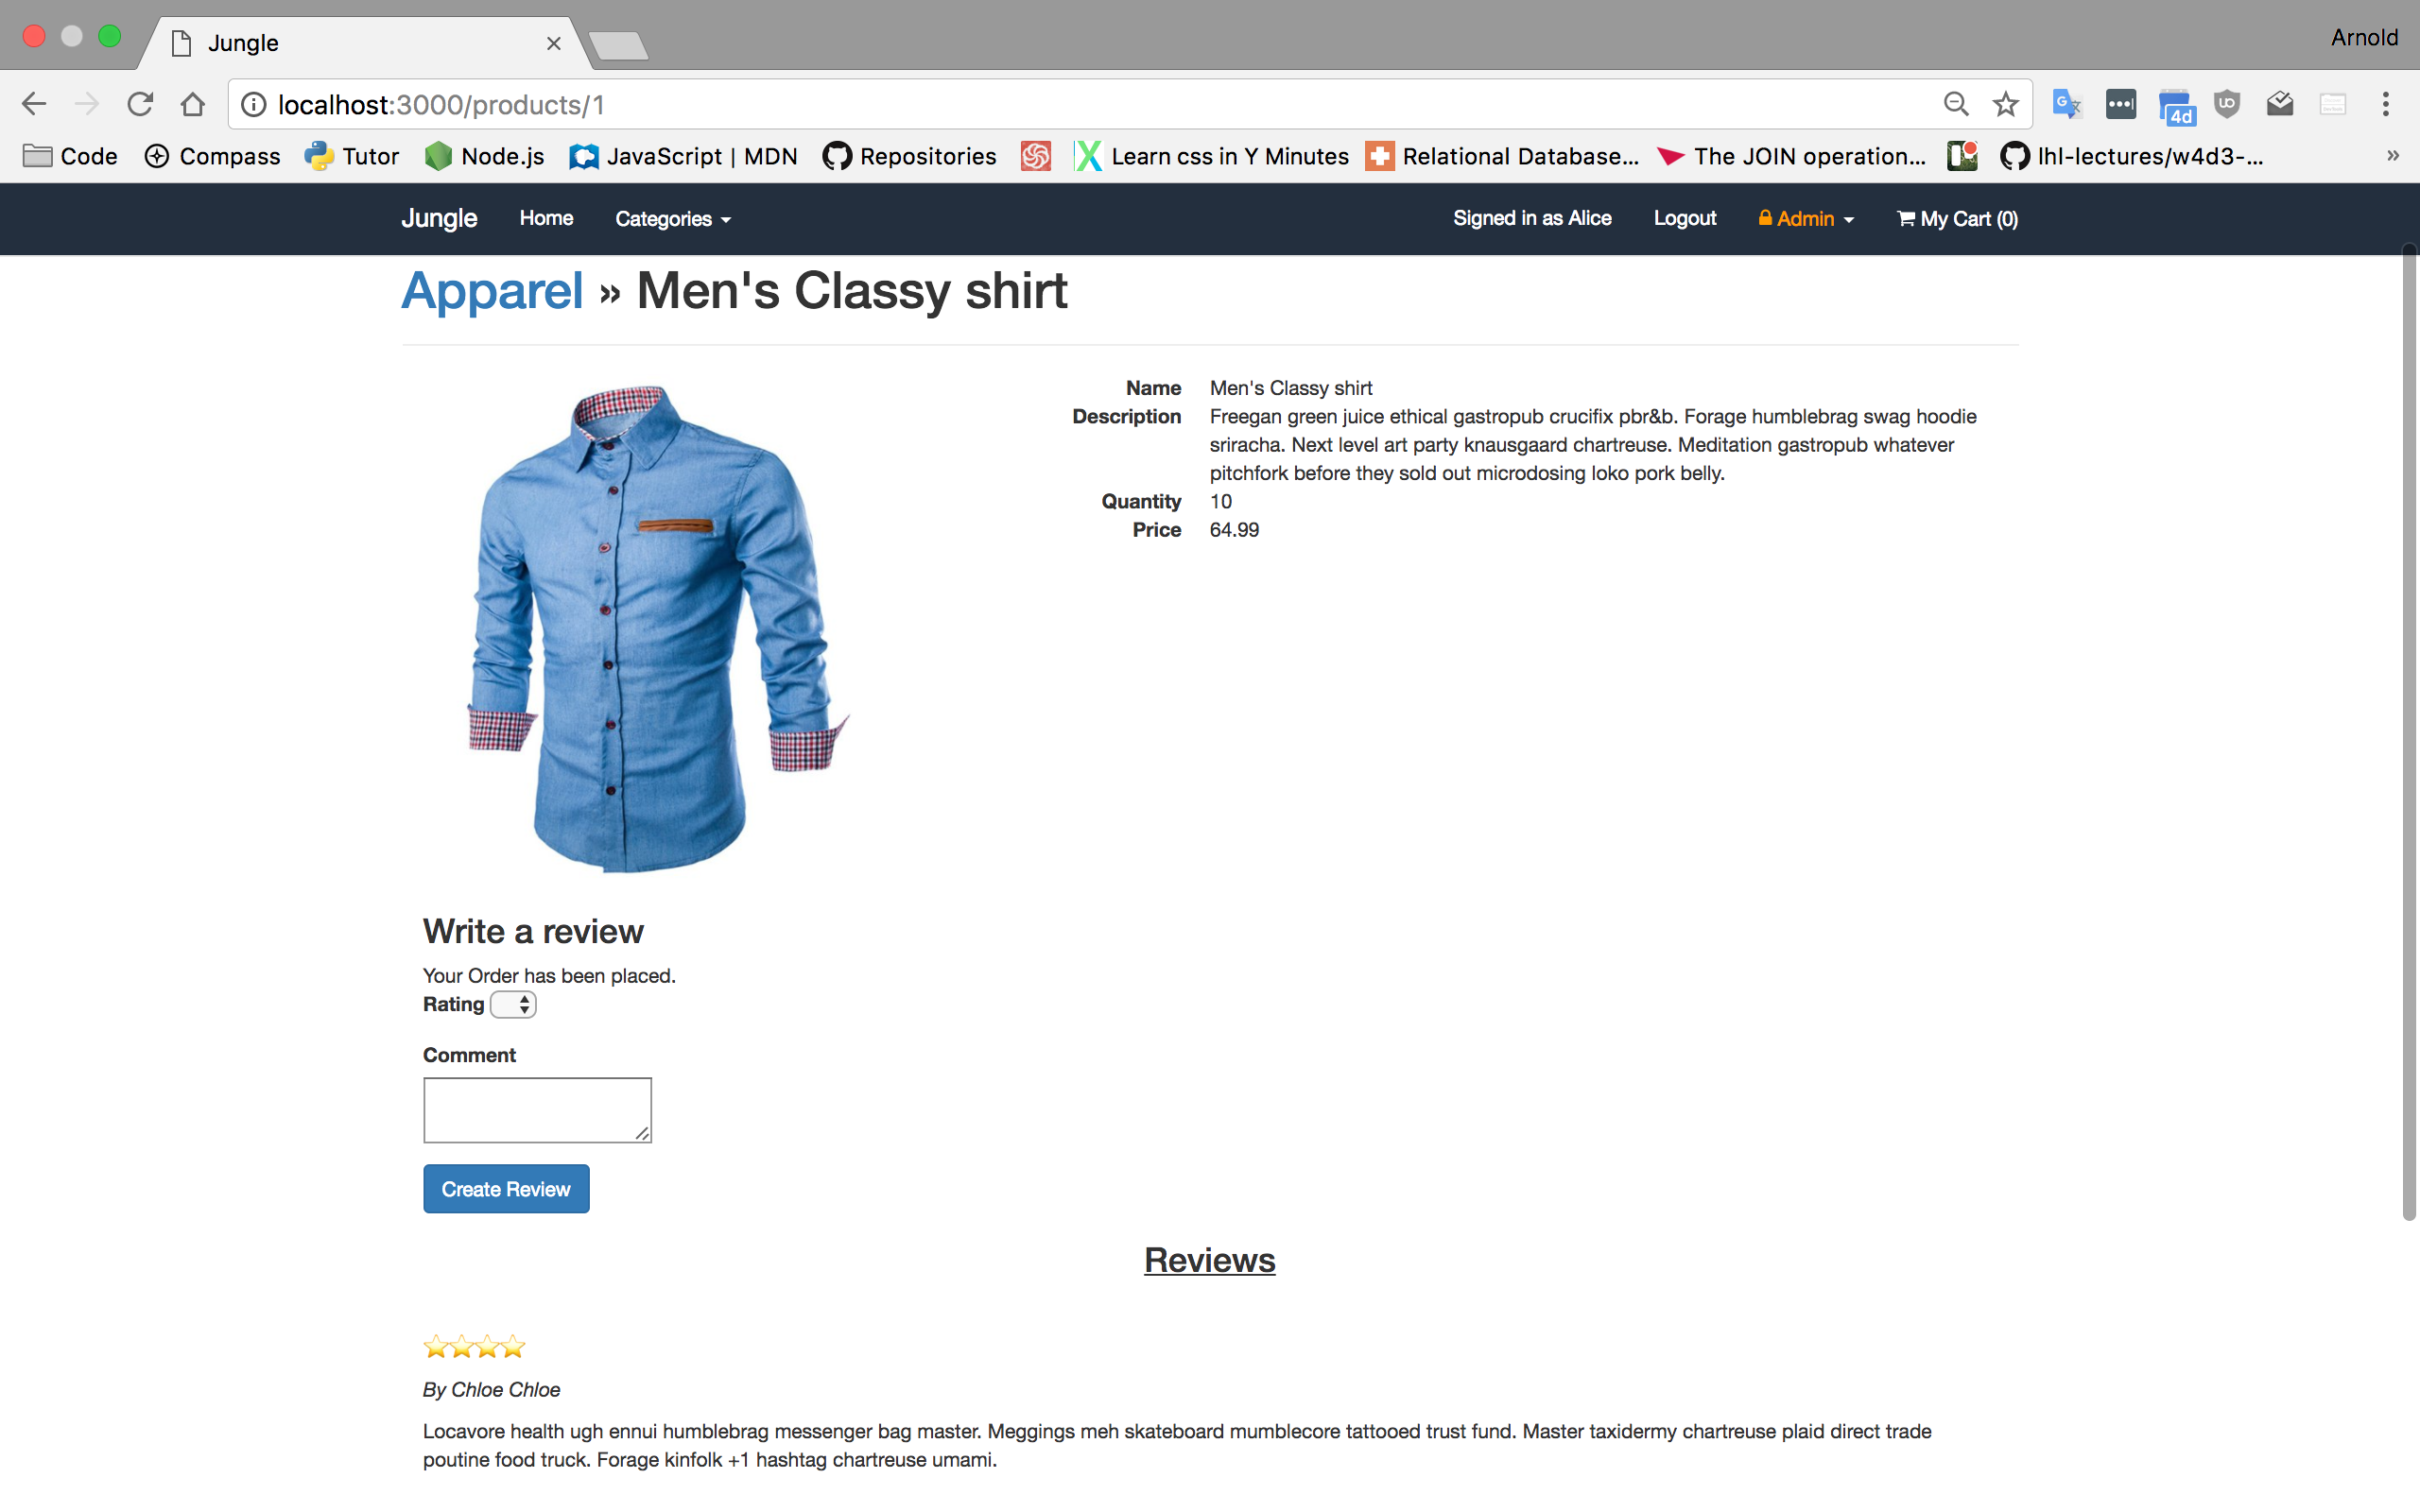 Jungle
Arnold
localhost:3000/products/1
4d
Code
Compass
Tutor
Node.js
JavaScript | MDN
Repositories
Learn css in Y Minutes
Relational Database...
The JOIN operation...
lhl-lectures/w4d3-...
»
Jungle Home Categories Signed in as Alice Logout Admin My Cart (0)
Apparel » Men's Classy shirt
Name Men's Classy shirt
Description Freegan green juice ethical gastropub crucifix pbr&b. Forage humblebrag swag hoodie
sriracha. Next level art party knausgaard chartreuse. Meditation gastropub whatever
pitchfork before they sold out microdosing loko pork belly.
Quantity 10
Price 64.99
Write a review
Your Order has been placed.
Rating
Comment
Create Review
Reviews
⭐⭐⭐⭐
By Chloe Chloe
Locavore health ugh ennui humblebrag messenger bag master. Meggings meh skateboard mumblecore tattooed trust fund. Master taxidermy chartreuse plaid direct trade
poutine food truck. Forage kinfolk +1 hashtag chartreuse umami.